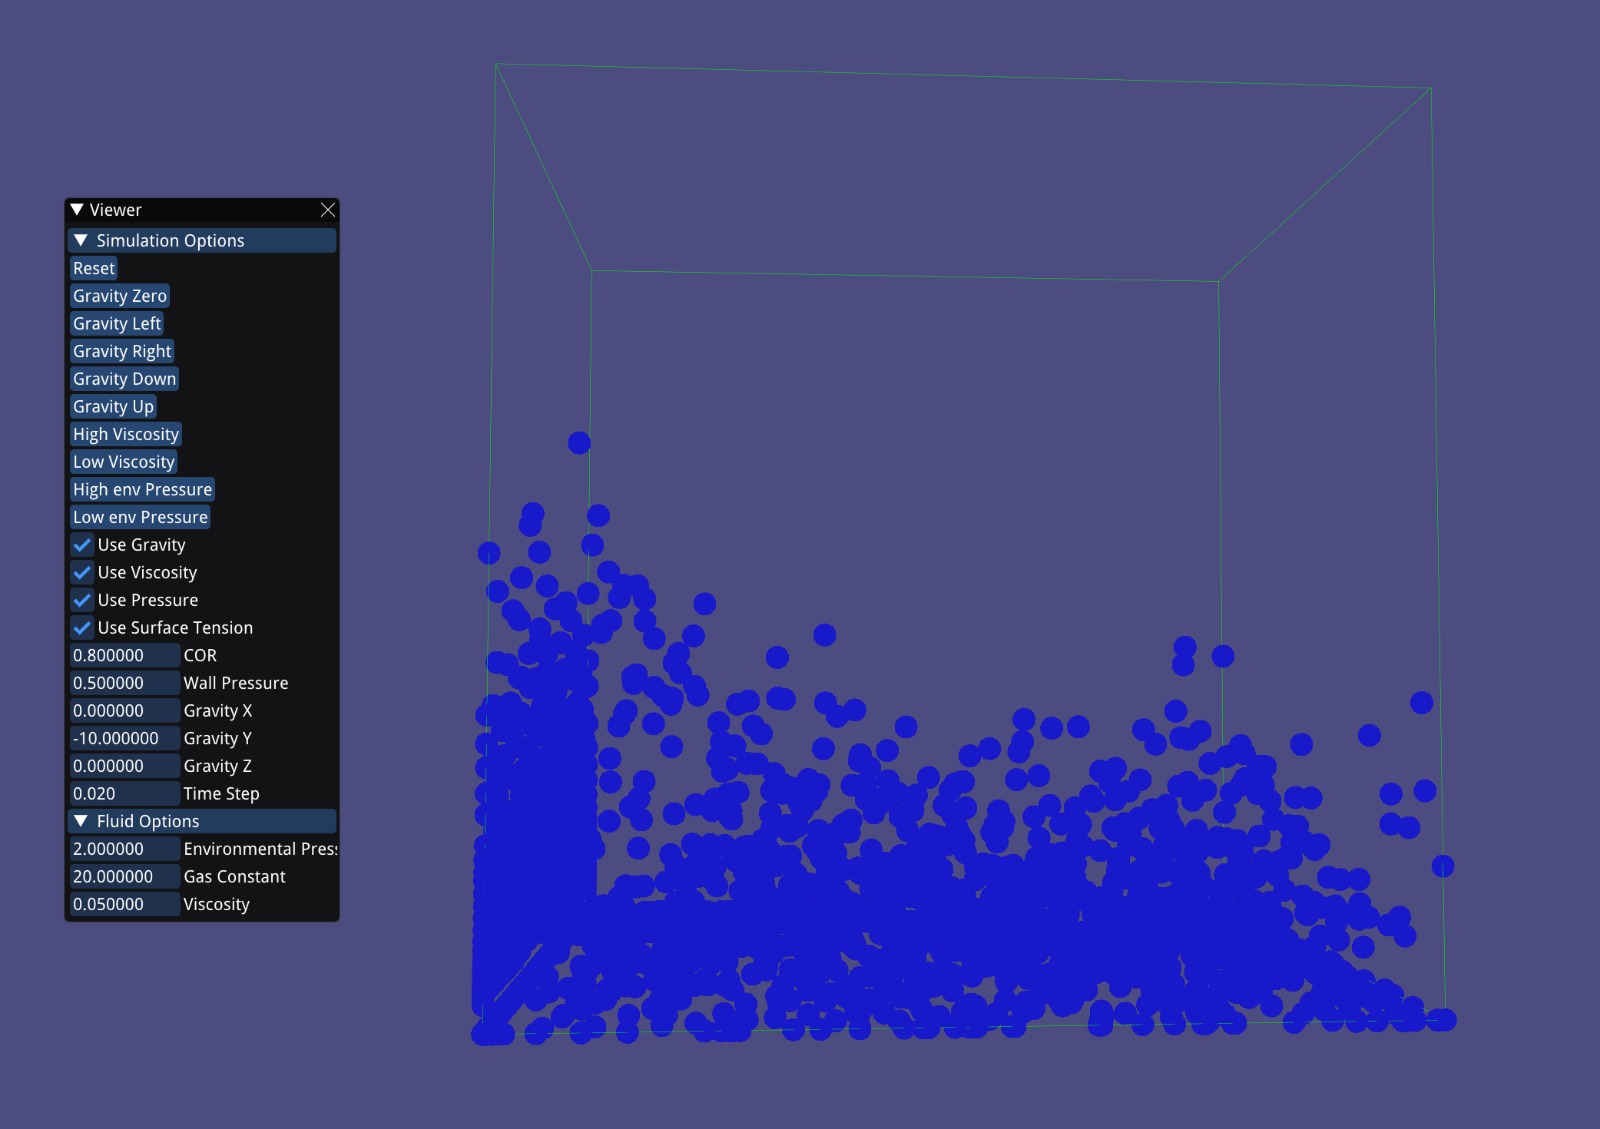 Viewer
Simulation Options
Reset
Gravity Zero
Gravity Left
Gravity Right
Gravity Down
Gravity Up
High Viscosity
Low Viscosity
High env Pressure
Low env Pressure
Use Gravity
Use Viscosity
Use Pressure
Use Surface Tension
0.800000 COR
0.500000 Wall Pressure
0.000000 Gravity X
-10.000000 Gravity Y
0.000000 Gravity Z
0.020 Time Step
Fluid Options
2.000000 Environmental Pres
20.000000 Gas Constant
0.050000 Viscosity